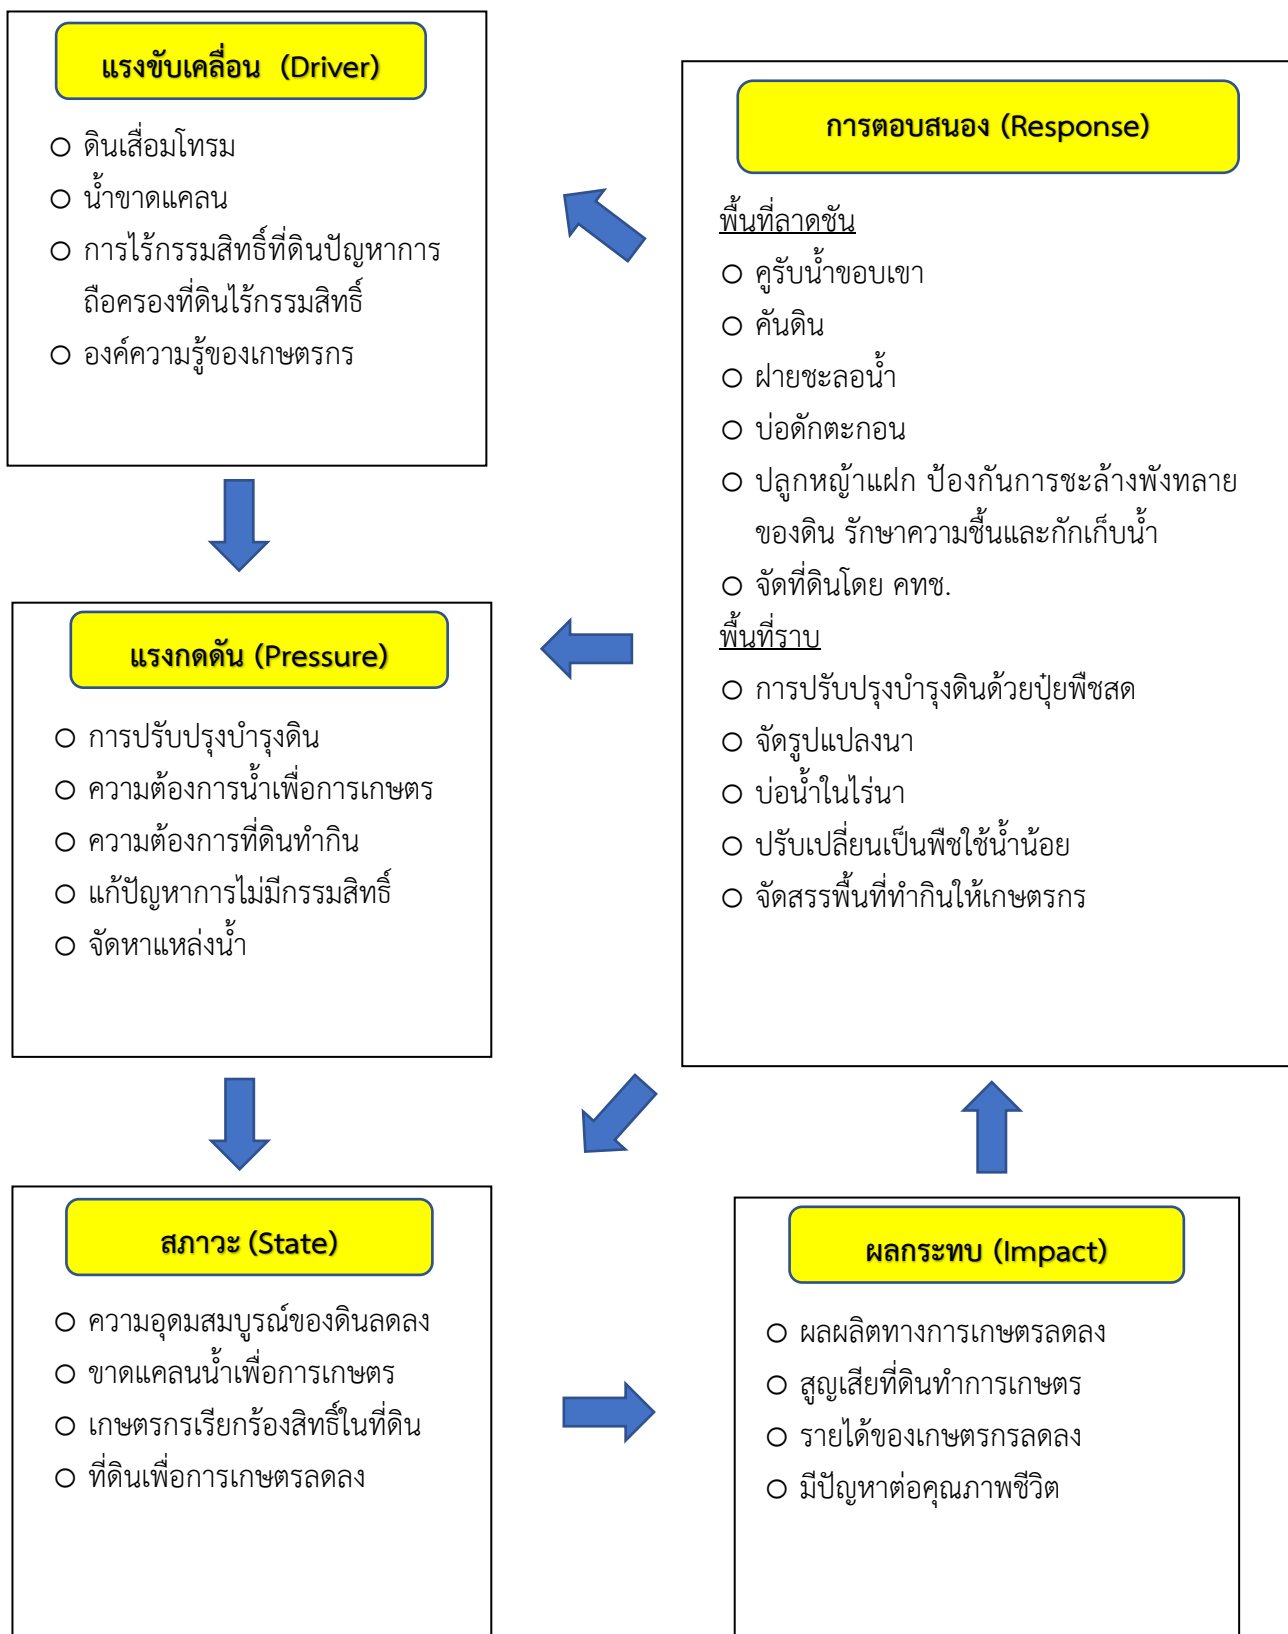 แรงขับเคลื่อน (Driver)
ดินเสื่อมโทรม
น้ำขาดแคลน
การไร้กรรมสิทธิ์ที่ดินปัญหาการ
ถือครองที่ดินไร้กรรมสิทธิ์
องค์ความรู้ของเกษตรกร
แรงกดดัน (Pressure)
การปรับปรุงบำรุงดิน
ความต้องการน้ำเพื่อการเกษตร
ความต้องการที่ดินทำกิน
แก้ปัญหาการไม่มีกรรมสิทธิ์
จัดหาแหล่งน้ำ
สภาวะ (State)
ความอุดมสมบูรณ์ของดินลดลง
ขาดแคลนน้ำเพื่อการเกษตร
เกษตรกรเรียกร้องสิทธิ์ในที่ดิน
ที่ดินเพื่อการเกษตรลดลง
การตอบสนอง (Response)
พื้นที่ลาดชัน
คูรับน้ำขอบเขา
คันดิน
ฝายชะลอน้ำ
บ่อดักตะกอน
ปลูกหญ้าแฝก ป้องกันการชะล้างพังทลาย
ของดิน รักษาความชื้นและกักเก็บน้ำ
จัดที่ดินโดย คทช.
พื้นที่ราบ
การปรับปรุงบำรุงดินด้วยปุ๋ยพืชสด
จัดรูปแปลงนา
บ่อน้ำในไร่นา
ปรับเปลี่ยนเป็นพืชใช้น้ำน้อย
จัดสรรพื้นที่ทำกินให้เกษตรกร
ผลกระทบ (Impact)
ผลผลิตทางการเกษตรลดลง
สูญเสียที่ดินทำการเกษตร
รายได้ของเกษตรกรลดลง
มีปัญหาต่อคุณภาพชีวิต